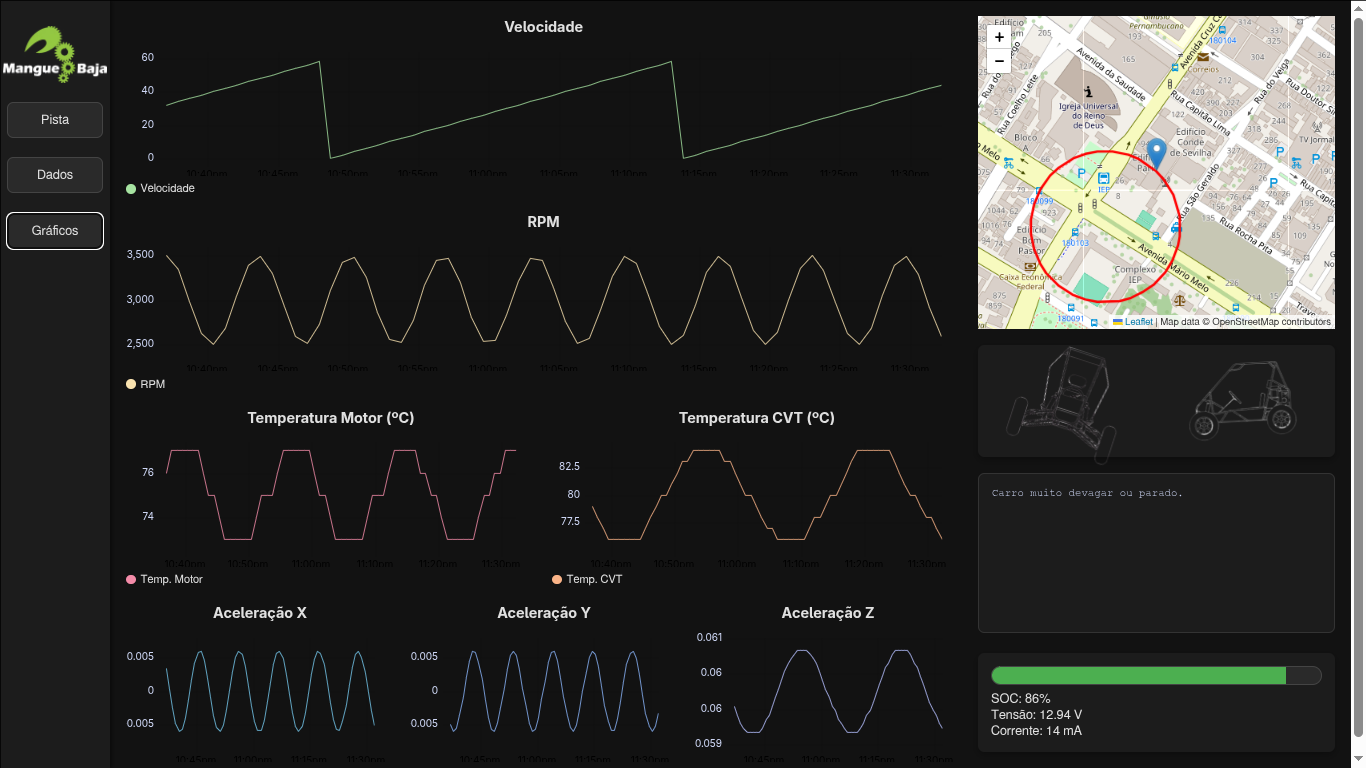 Mangue Baja
Pista
Dados
Gráficos
Velocidade
60
40
20
0
10:40pm 10:45pm 10:50pm 10:55pm 11:00pm 11:05pm 11:10pm 11:15pm 11:20pm 11:25pm 11:30pm
Velocidade
RPM
3,500
3,000
2,500
10:40pm 10:45pm 10:50pm 10:55pm 11:00pm 11:05pm 11:10pm 11:15pm 11:20pm 11:25pm 11:30pm
RPM
Temperatura Motor (ºC)
76
74
10:40pm 10:50pm 11:00pm 11:10pm 11:20pm 11:30pm
Temp. Motor
Temperatura CVT (ºC)
82.5
80
77.5
10:40pm 10:50pm 11:00pm 11:10pm 11:20pm 11:30pm
Temp. CVT
Aceleração X
0.005
0
0.005
10:45pm 11:00pm 11:15pm 11:30pm
Aceleração Y
0.005
0
0.005
10:45pm 11:00pm 11:15pm 11:30pm
Aceleração Z
0.061
0.06
0.06
0.059
10:45pm 11:00pm 11:15pm 11:30pm
+
−
Edifício
205
Pernambucano
193
180104
Avenida Cruz
Correios
Avenida da Saudade
165
Rua do Veiga
Rua Doutor
Rua Coelho Leite
Igreja Universal
do Reino
de Deus
Rua Capitão Lima
TV Jornal
Bloco
A
Edifício
Conde
de Sevilha
Melo
P
IEP
8
180099
923
Rua São Geraldo
Edifício
Bom
Pastor
180103
Rua Rocha Pita
Avenida Mário Melo
Caixa Econômica
Federal
Complexo
IEP
226
214
875
859
180091
Leaflet | Map data © OpenStreetMap contributors
Carro muito devagar ou parado.
SOC: 86%
Tensão: 12.94 V
Corrente: 14 mA